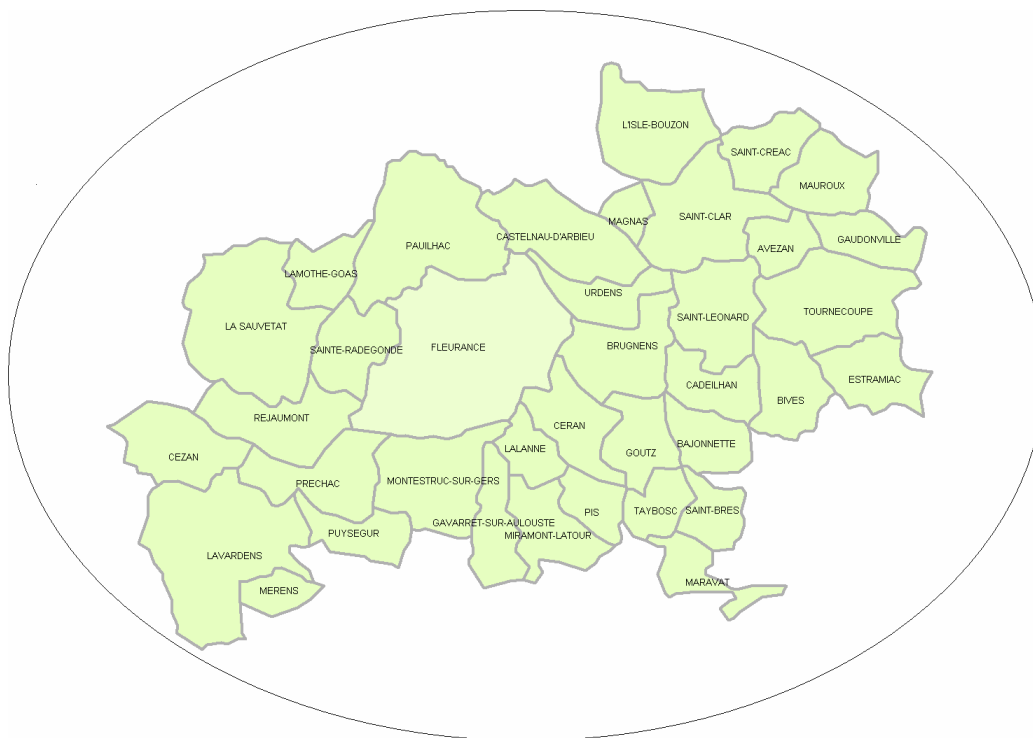 L'ISLE-BOUZON
SAINT-CREAC
MAUROUX
MAGNAS
SAINT-CLAR
CASTELNAU-D'ARBIEU
GAUDONVILLE
PAUILHAC
AVEZAN
LAMOTHE-GOAS
URDENS
TOURNECOUPE
SAINT-LEONARD
LA SAUVETAT
FLEURANCE
BRUGNENS
SAINTE-RADEGONDE
ESTRAMIAC
CADEILHAN
BIVES
REJAUMONT
CERAN
BAJONNETTE
LALANNE
GOUTZ
CEZAN
MONTESTRUC-SUR-GERS
PRECHAC
PIS
TAYBOSC
SAINT-BRES
GAVARRET-SUR-AULOUSTE
PUYSEGUR
MIRAMONT-LATOUR
LAVARDENS
MARAVAT
MERENS